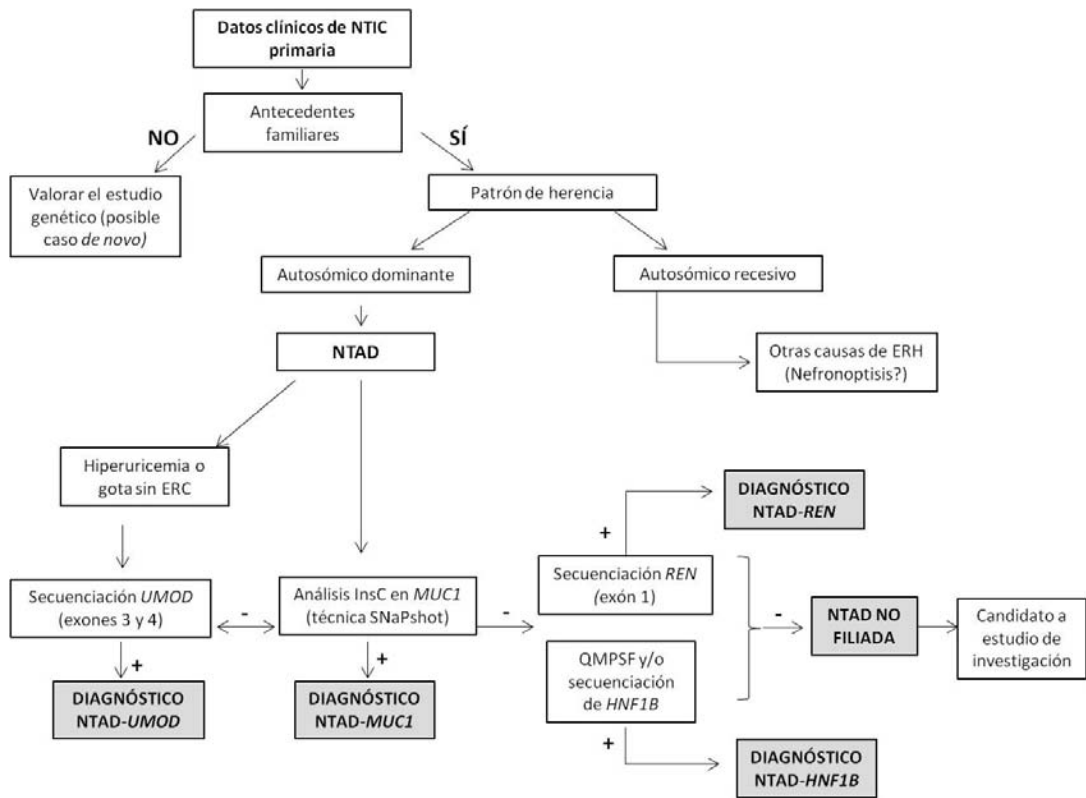 Datos clínicos de NTIC
primaria
Antecedentes
familiares
NO
SÍ
Valorar el estudio
genético (posible
caso de novo)
Patrón de herencia
Autosómico dominante
Autosómico recesivo
NTAD
Otras causas de ERH
(Nefronoptisis?)
Hiperuricemia o
gota sin ERC
DIAGNÓSTICO
NTAD-REN
+
Secuenciación UMOD
(exones 3 y 4)
-
Análisis InsC en MUC1
(técnica SNaPshot)
-
Secuenciación REN
(exón 1)
-
NTAD NO
FILIADA
Candidato a
estudio de
investigación
QMPSF y/o
secuenciación
de HNF1B
+
+
+
DIAGNÓSTICO
NTAD-UMOD
DIAGNÓSTICO
NTAD-MUC1
DIAGNÓSTICO
NTAD-HNF1B